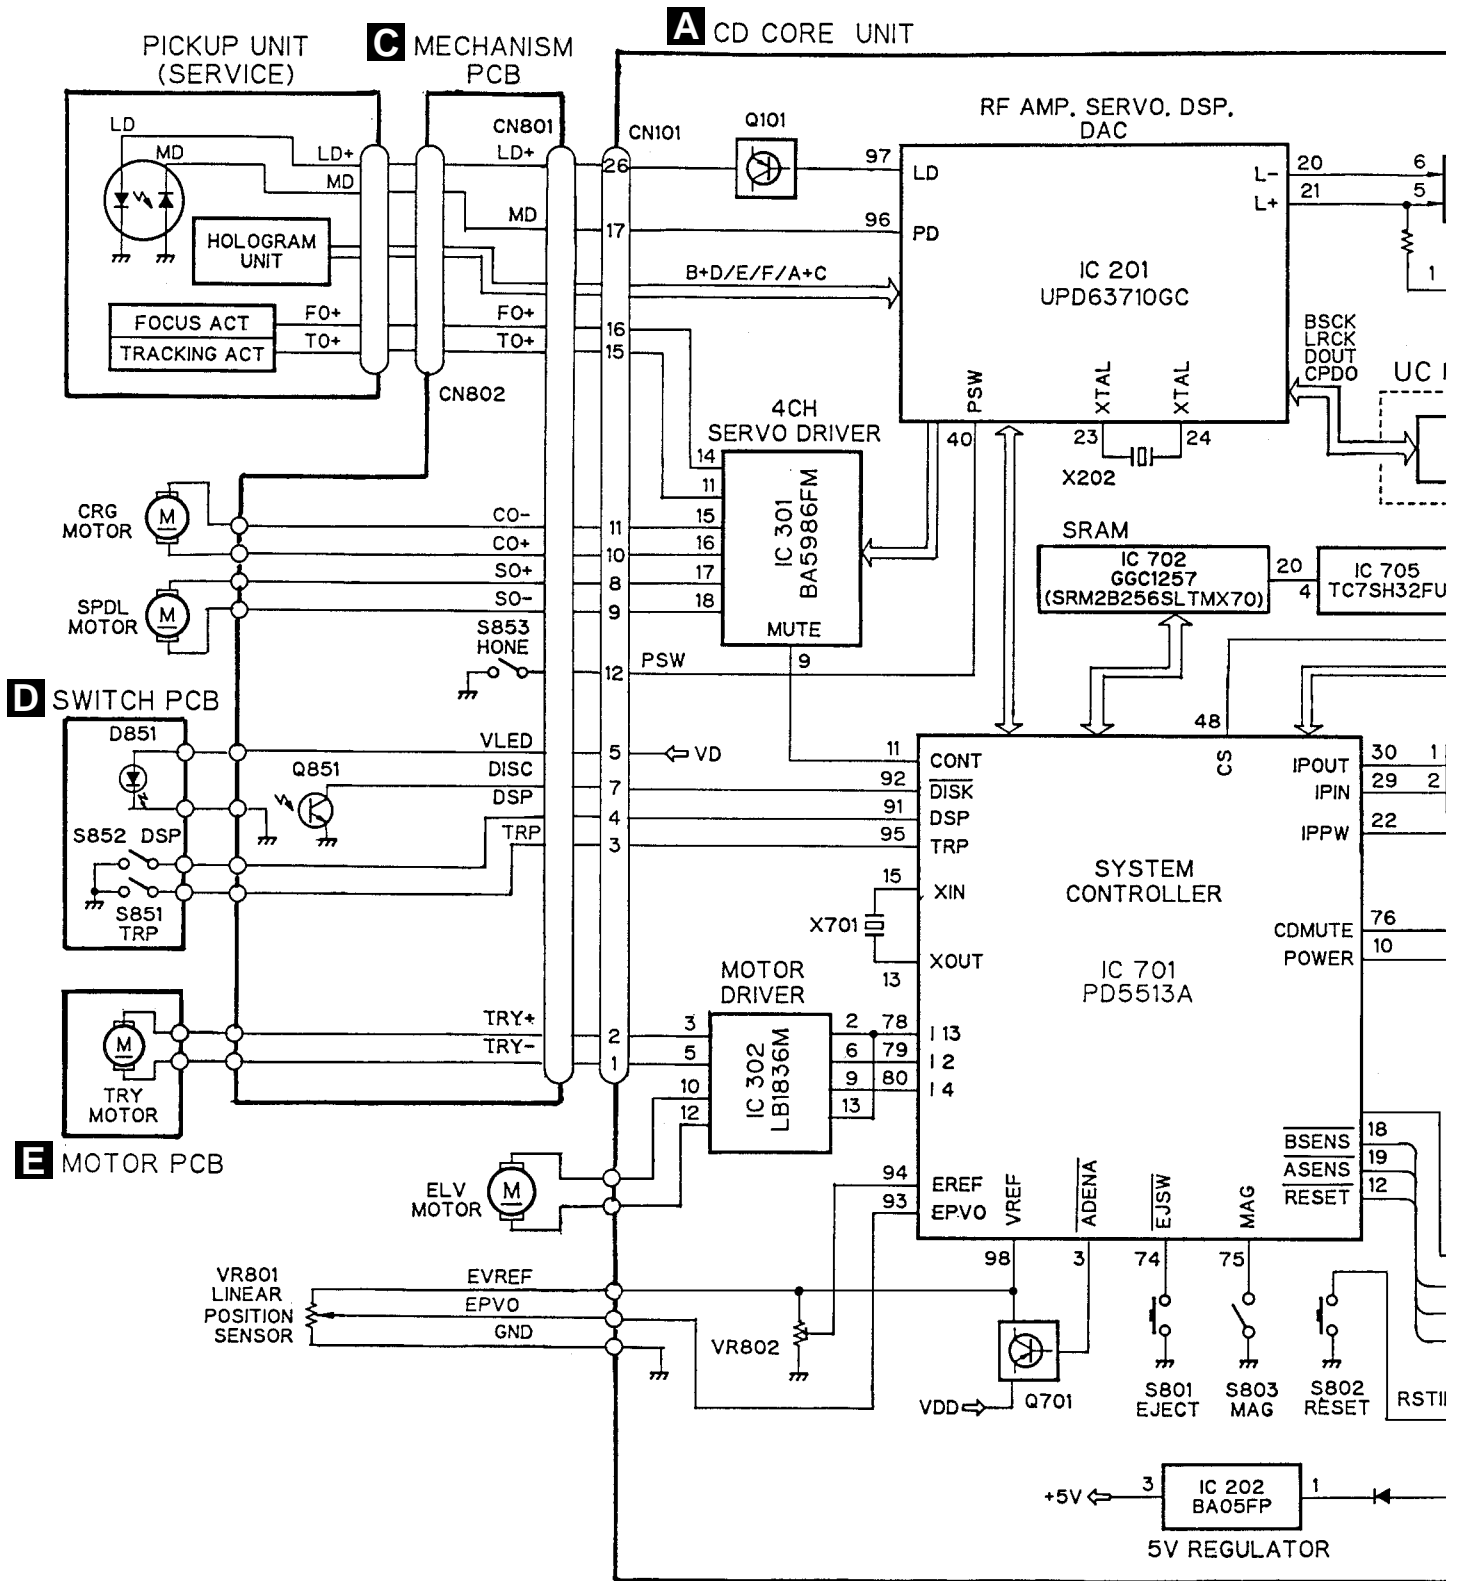 A CD CORE UNIT
PICKUP UNIT
(SERVICE)
C MECHANISM
PCB
LD
MD
LD+
MD
HOLOGRAM
UNIT
FOCUS ACT
TRACKING ACT
FO+
TO+
CN802
CN801
LD+
MD
FO+
TO+
CN101
26
17
16
15
Q101
97
96
B+D/E/F/A+C
RF AMP, SERVO, DSP,
DAC
LD
PD
L-
L+
IC 201
UPD63710GC
PSW
XTAL
XTAL
40
23
24
X202
20
21
6
5
1
BSCK
LRCK
DOUT
CPDO
UC
4CH
SERVO DRIVER
14
11
15
16
17
18
IC 301
BA5986FM
MUTE
9
CRG
MOTOR
M
SPDL
MOTOR
M
CO-
CO+
SO+
SO-
11
10
8
9
S853
HONE
12
PSW
SRAM
IC 702
GGC1257
(SRM2B256SLTMX70)
20
4
IC 705
TC7SH32FU
D SWITCH PCB
D851
S852 DSP
S851
TRP
Q851
VLED
DISC
DSP
TRP
5
7
4
3
VD
11
92
91
95
15
13
X701
CONT
DISK
DSP
TRP
XIN
XOUT
48
CS
IPOUT
IPIN
IPPW
30
29
22
1
2
SYSTEM
CONTROLLER
IC 701
PD5513A
CDMUTE
POWER
76
10
TRY
MOTOR
M
E MOTOR PCB
TRY+
TRY-
2
1
MOTOR
DRIVER
3
5
10
12
IC 302
LB1836M
2
6
9
13
78
79
80
I 13
I 2
I 4
ELV
MOTOR
M
94
93
EREF
EPVO
VREF
ADENA
EJSW
MAG
BSENS
ASENS
RESET
18
19
12
98
3
74
75
VR801
LINEAR
POSITION
SENSOR
EVREF
EPVO
GND
VR802
VDD
Q701
S801
EJECT
S803
MAG
S802
RESET
+5V
3
IC 202
BA05FP
1
5V REGULATOR